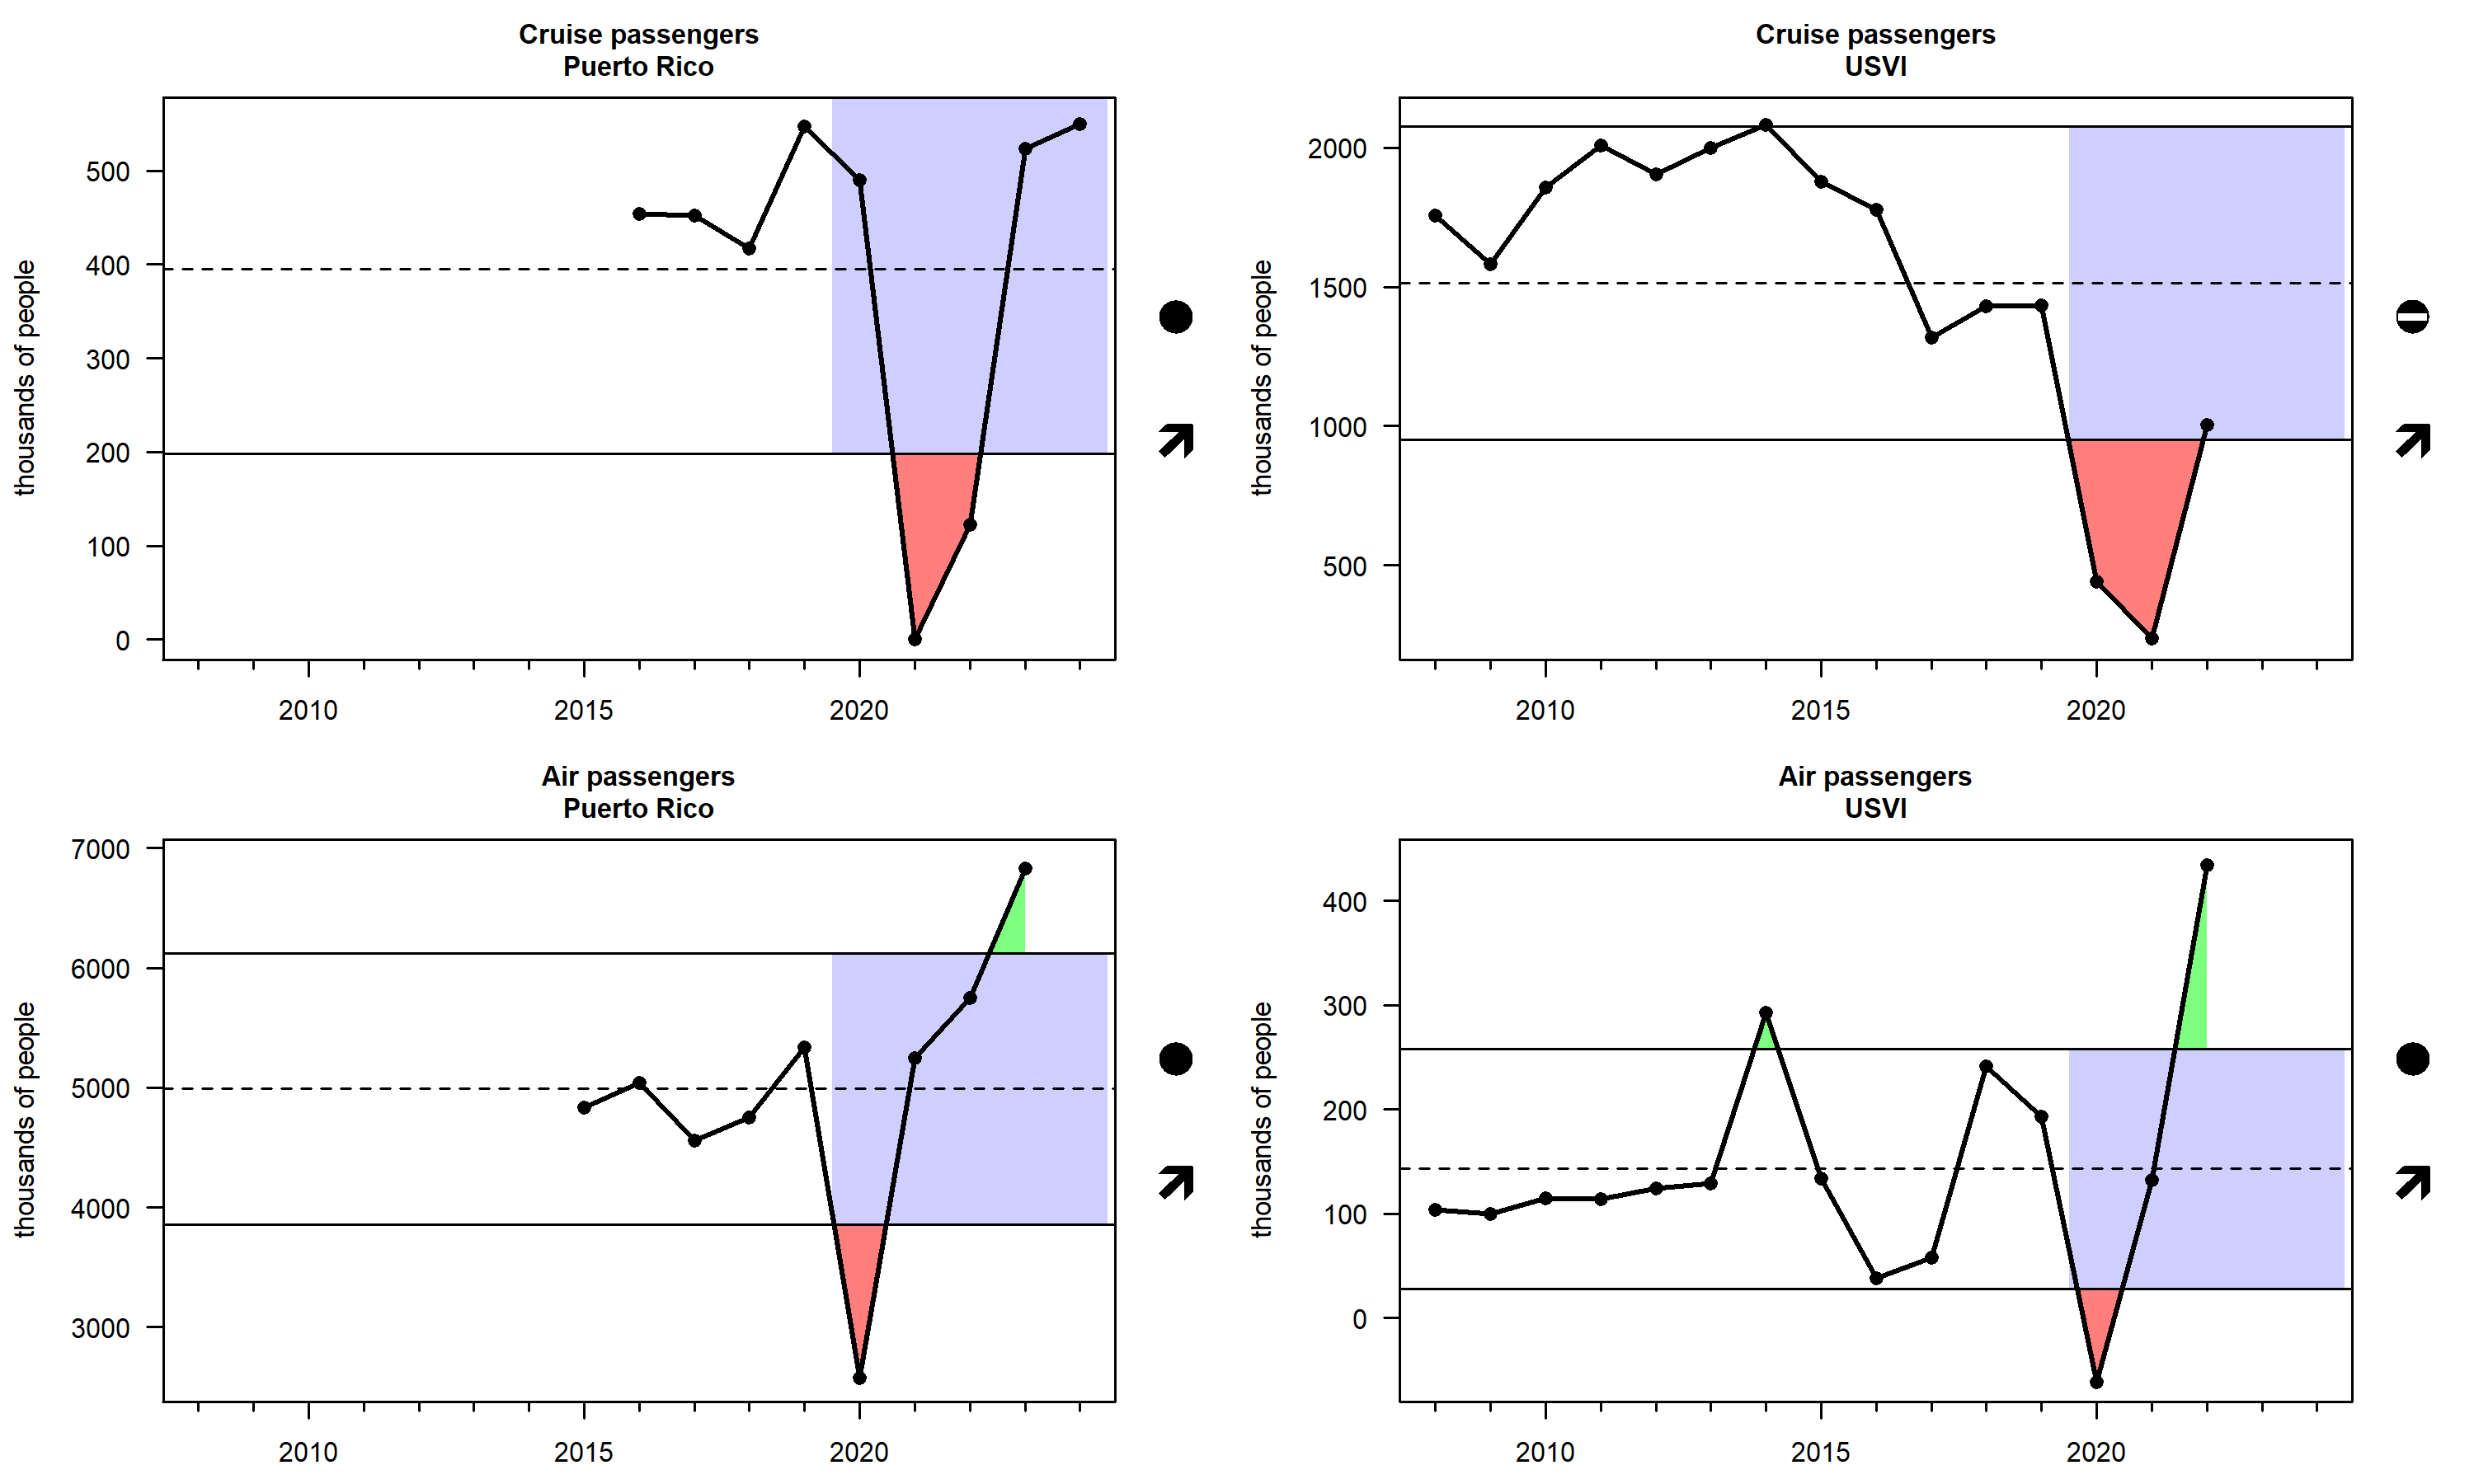 Cruise passengers
Puerto Rico
thousands of people
500
400
300
200
100
0
2010 2015 2020
Cruise passengers
USVI
thousands of people
2000
1500
1000
500
2010 2015 2020
Air passengers
Puerto Rico
thousands of people
7000
6000
5000
4000
3000
2010 2015 2020
Air passengers
USVI
thousands of people
400
300
200
100
0
2010 2015 2020